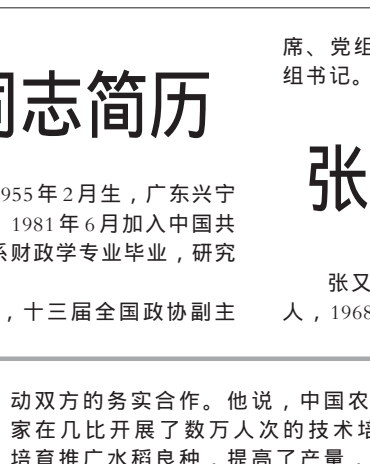 同志简历
955年2月生，广东兴宁
1981年6月加入中国共
系财政学专业毕业，研究
，十三届全国政协副主
席、党组
组书记。
张
张又
人，1968
动双方的务实合作。他说，中国农
家在几比开展了数万人次的技术培
培育推广水稻良种，提高了产量，